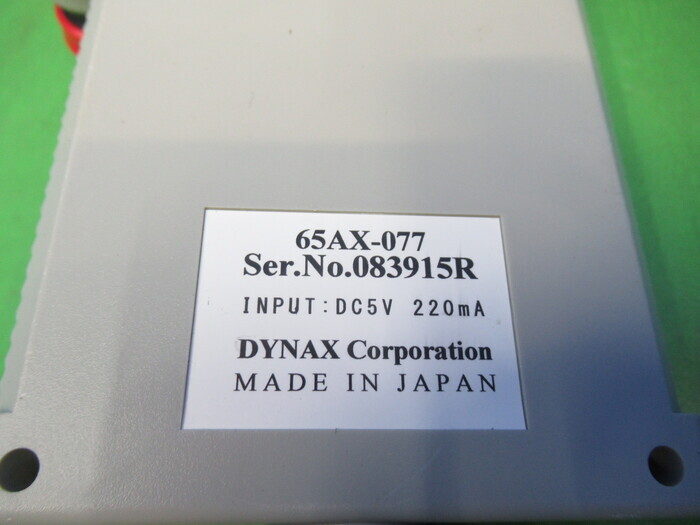 65AX-077
Ser.No.083915R
INPUT:DC5V 220mA
DYNAX Corporation
MADE IN JAPAN